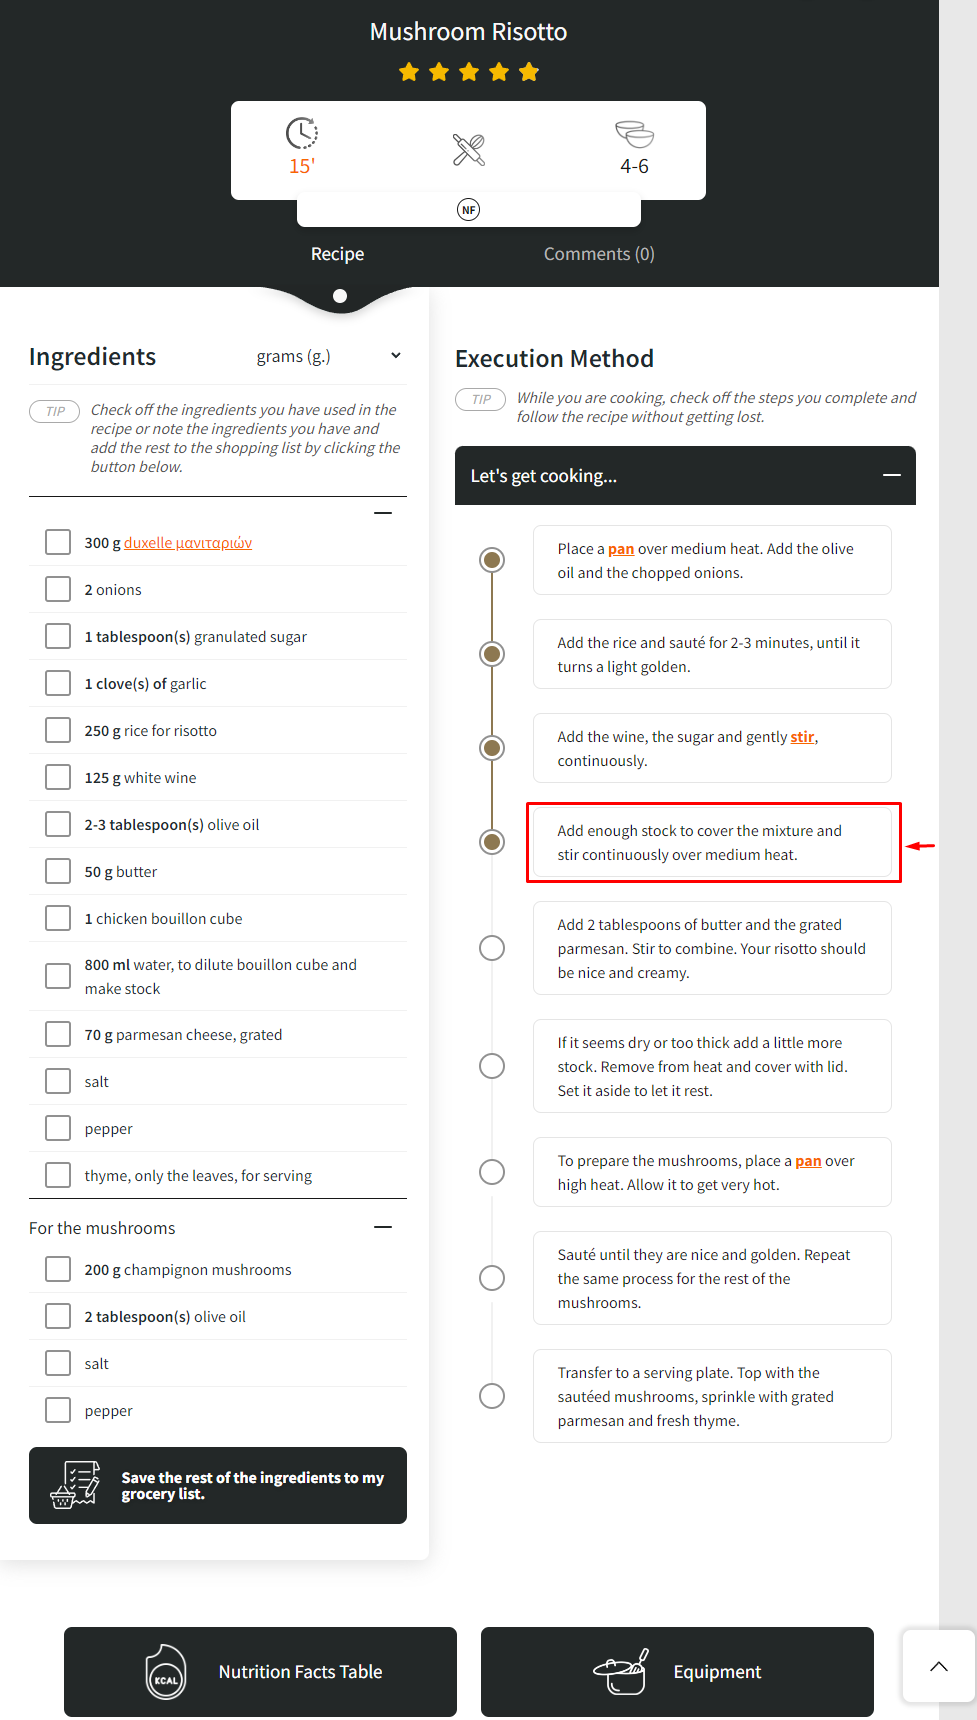 Mushroom Risotto
15'
4-6
NF
Recipe
Comments (0)
Ingredients
grams (g.)
TIP
Check off the ingredients you have used in the
recipe or note the ingredients you have and
add the rest to the shopping list by clicking the
button below.
300 g duxelle μανιταριών
2 onions
1 tablespoon(s) granulated sugar
1 clove(s) of garlic
250 g rice for risotto
125 g white wine
2-3 tablespoon(s) olive oil
50 g butter
1 chicken bouillon cube
800 ml water, to dilute bouillon cube and
make stock
70 g parmesan cheese, grated
salt
pepper
thyme, only the leaves, for serving
For the mushrooms
200 g champignon mushrooms
2 tablespoon(s) olive oil
salt
pepper
Save the rest of the ingredients to my
grocery list.
Execution Method
TIP
While you are cooking, check off the steps you complete and
follow the recipe without getting lost.
Let's get cooking...
Place a pan over medium heat. Add the olive
oil and the chopped onions.
Add the rice and sauté for 2-3 minutes, until it
turns a light golden.
Add the wine, the sugar and gently stir,
continuously.
Add enough stock to cover the mixture and
stir continuously over medium heat.
Add 2 tablespoons of butter and the grated
parmesan. Stir to combine. Your risotto should
be nice and creamy.
If it seems dry or too thick add a little more
stock. Remove from heat and cover with lid.
Set it aside to let it rest.
To prepare the mushrooms, place a pan over
high heat. Allow it to get very hot.
Sauté until they are nice and golden. Repeat
the same process for the rest of the
mushrooms.
Transfer to a serving plate. Top with the
sautéed mushrooms, sprinkle with grated
parmesan and fresh thyme.
KCAL
Nutrition Facts Table
Equipment